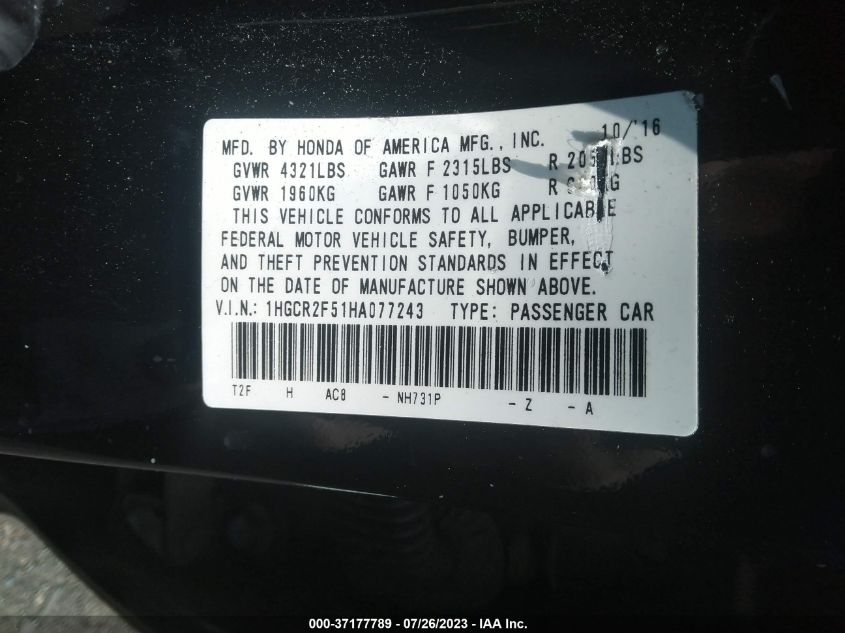 MFD. BY HONDA OF AMERICA MFG., INC. 10/'16
GVWR 4321LBS GAWR F 2315LBS R
GVWR 1960KG GAWR F 1050KG R
THIS VEHICLE CONFORMS TO ALL APPLICABLE
FEDERAL MOTOR VEHICLE SAFETY, BUMPER,
AND THEFT PREVENTION STANDARDS IN EFFECT
ON THE DATE OF MANUFACTURE SHOWN ABOVE.
V.I.N.: 1HGCR2F51HA077243 TYPE: PASSENGER CAR
T2F H AC8 - NH731P - Z - A
000-37177789 / 07/26/2023 - IAA Inc.